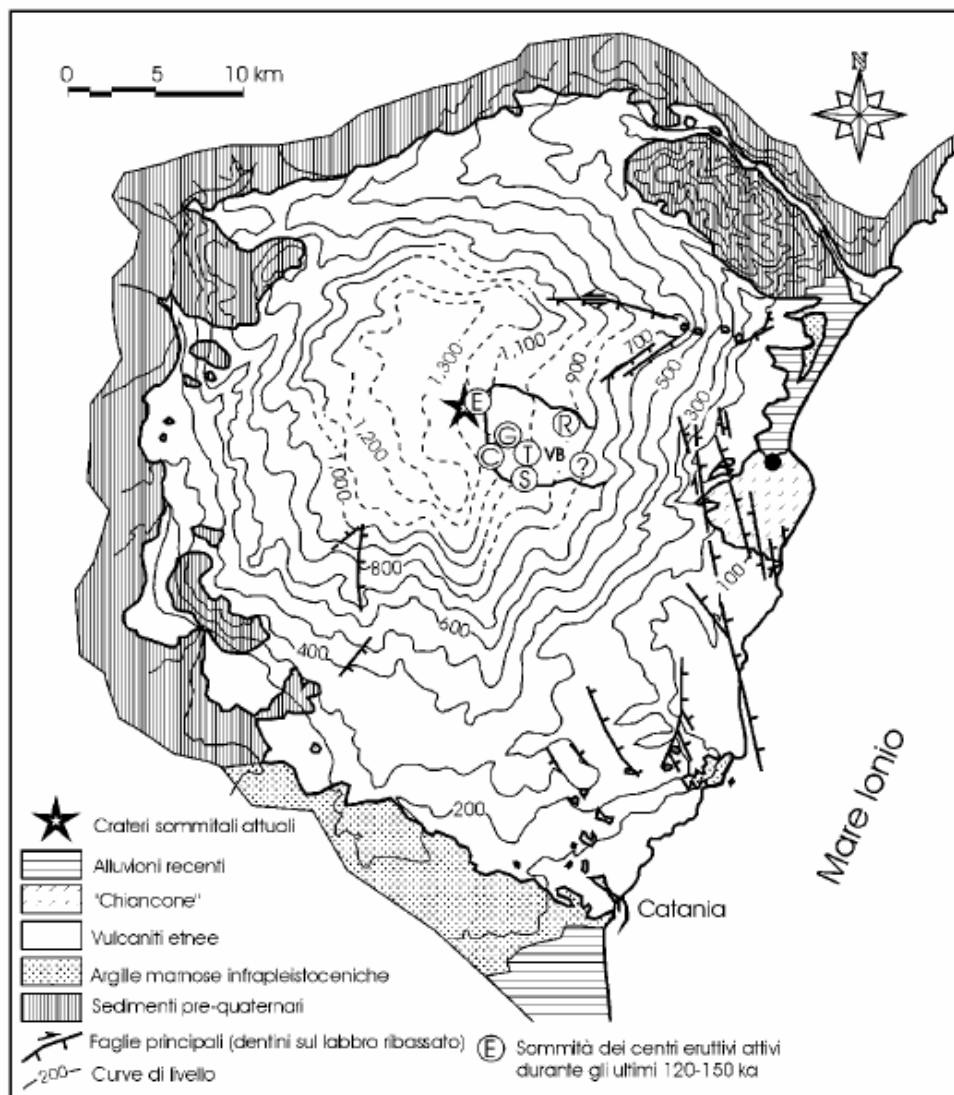 0 5 10 km
N
1,300
1,100
900
700
500
300
1,200
1,000
E
G
R
C
T
VB
S
?
800
100
600
400
200
Mare Ionio
Catania
Crateri sommitali attuali
Alluvioni recenti
"Chiancone"
Vulcaniti etnee
Argille marnose infrapleistoceniche
Sedimenti pre-quaternari
Faglie principali (dentini sul labbro ribassato)
200 Curve di livello
E Sommità dei centri eruttivi attivi
durante gli ultimi 120-150 ka